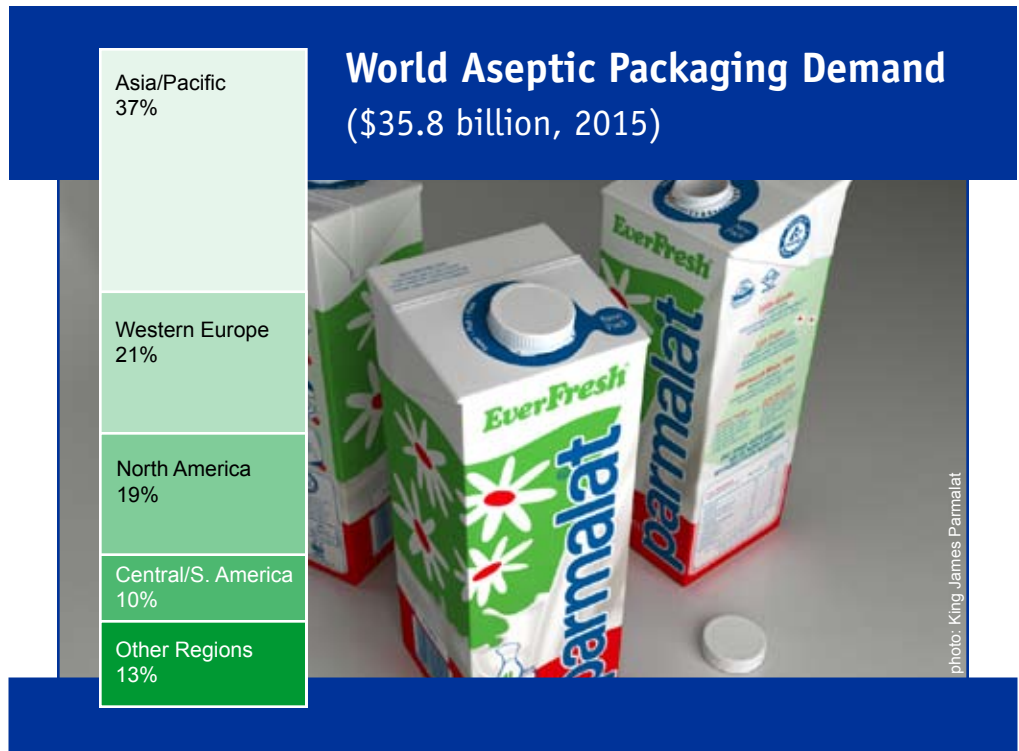 World Aseptic Packaging Demand
($35.8 billion, 2015)
Asia/Pacific
37%
Western Europe
21%
North America
19%
Central/S. America
10%
Other Regions
13%
EverFresh
parmalat
EverFresh
parmalat
photo: King James Parmalat